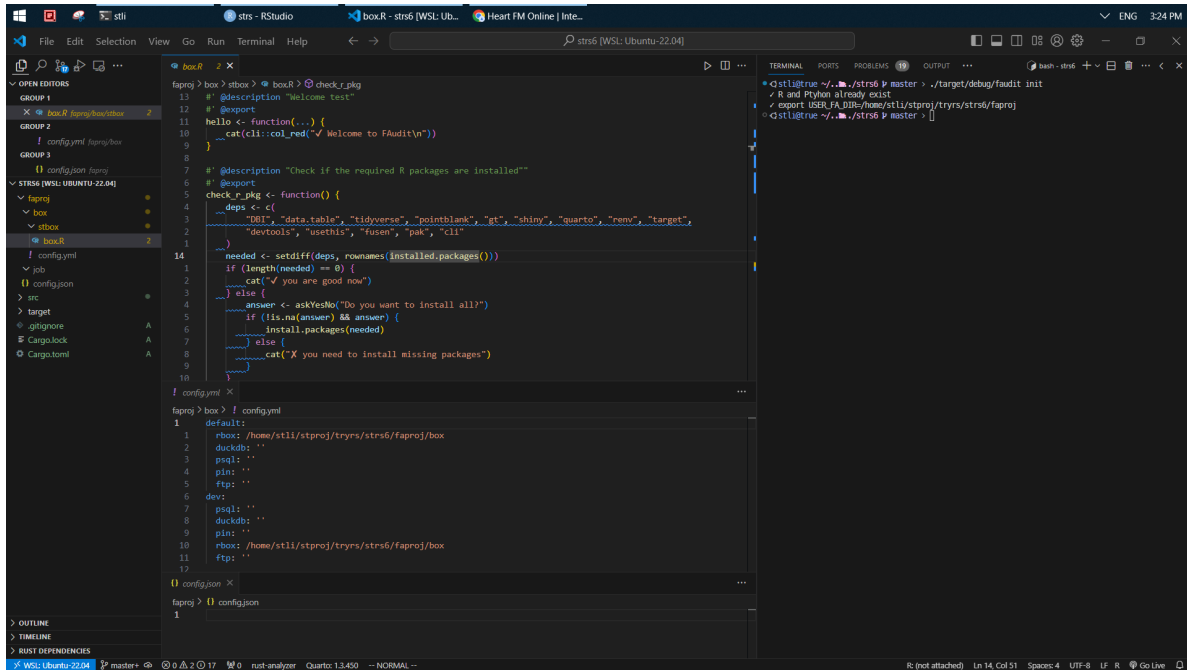 stli
strs - RStudio
box.R - strs6 [WSL: Ub...
Heart FM Online | Inte...
ENG
3:24 PM
File Edit Selection View Go Run Terminal Help
strs6 [WSL: Ubuntu-22.04]
OPEN EDITORS
GROUP 1
box.R faproj/box/stbox 2
GROUP 2
! config.yml faproj/box
GROUP 3
{} config.json faproj
STRS6 [WSL: UBUNTU-22.04]
faproj
box
stbox
box.R 2
! config.yml
job
{} config.json
src
target
.gitignore A
Cargo.lock A
Cargo.toml A
OUTLINE
TIMELINE
RUST DEPENDENCIES
box.R 2
faproj > box > stbox > box.R > check_r_pkg
13 #' @description "Welcome test"
12 #' @export
11 hello <- function(...) {
10 cat(cli::col_red("✓ Welcome to FAudit\n"))
9 }
8
7 #' @description "Check if the required R packages are installed""
6 #' @export
5 check_r_pkg <- function() {
4 deps <- c(
3 "DBI", "data.table", "tidyverse", "pointblank", "gt", "shiny", "quarto", "renv", "target",
2 "devtools", "usethis", "fusen", "pak", "cli"
1 )
14 needed <- setdiff(deps, rownames(installed.packages()))
1 if (length(needed) == 0) {
2 cat("✓ you are good now")
3 } else {
4 answer <- askYesNo("Do you want to install all?")
5 if (!is.na(answer) && answer) {
6 install.packages(needed)
7 } else {
8 cat("✗ you need to install missing packages")
9 }
10 }
! config.yml
faproj > box > ! config.yml
1 default:
1 rbox: /home/stli/stproj/tryrs/strs6/faproj/box
2 duckdb: ''
3 psql: ''
4 pin: ''
5 ftp: ''
6 dev:
7 psql: ''
8 duckdb: ''
9 pin: ''
10 rbox: /home/stli/stproj/tryrs/strs6/faproj/box
11 ftp: ''
12
{} config.json
faproj > {} config.json
1
TERMINAL PORTS PROBLEMS 19 OUTPUT ... bash - strs6
stli@true ~/... ./strs6 master > ./target/debug/faudit init
✓ R and Ptyhon already exist
✓ export USER_FA_DIR=/home/stli/stproj/tryrs/strs6/faproj
stli@true ~/... ./strs6 master >
WSL: Ubuntu-22.04 master+ 0 2 17 0 rust-analyzer Quarto: 1.3.450 -- NORMAL --
R: (not attached) Ln 14, Col 51 Spaces: 4 UTF-8 LF R Go Live